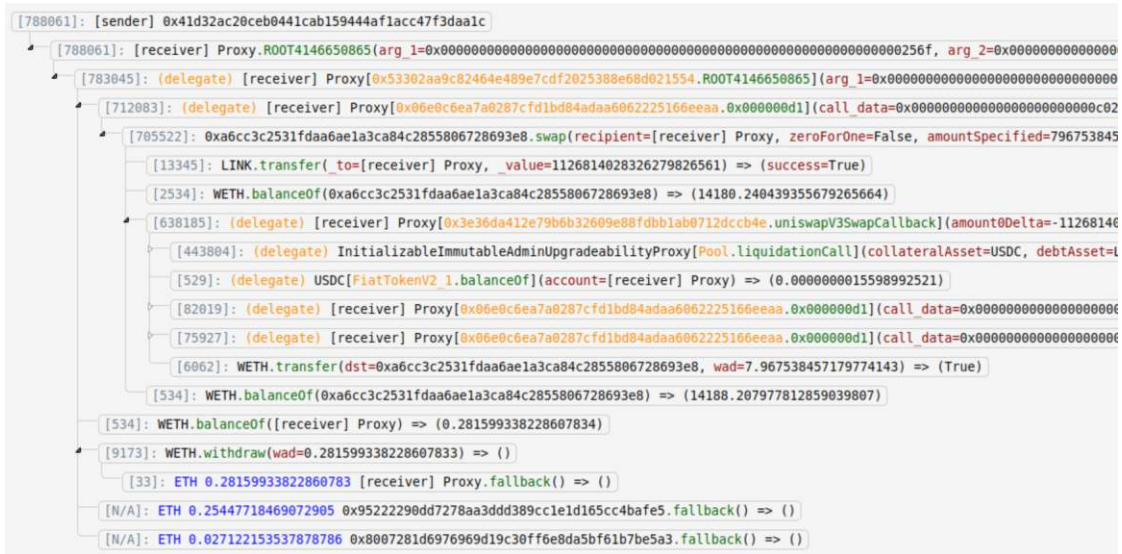 [788061]: [sender] 0x41d32ac20ceb0441cab159444af1acc47f3daa1c
[788061]: [receiver] Proxy.ROOT4146650865(arg_1=0x000000000000000000000000000000000000000000000000000000000000256f, arg_2=0x00000000000000
[783045]: (delegate) [receiver] Proxy[0x53302aa9c82464e489e7cdf2025388e68d021554.ROOT4146650865](arg_1=0x0000000000000000000000000000
[712083]: (delegate) [receiver] Proxy[0x06e0c6ea7a0287cfd1bd84adaa6062225166eeaa.0x000000d1](call_data=0x000000000000000000000000c02
[705522]: 0xa6cc3c2531fdaa6ae1a3ca84c2855806728693e8.swap(recipient=[receiver] Proxy, zeroForOne=False, amountSpecified=796753845
[13345]: LINK.transfer(_to=[receiver] Proxy, _value=1126814028326279826561) => (success=True)
[2534]: WETH.balanceOf(0xa6cc3c2531fdaa6ae1a3ca84c2855806728693e8) => (14180.240439355679265664)
[638185]: (delegate) [receiver] Proxy[0x3e36da412e79b6b32609e88fdbb1ab0712dccb4e.uniswapV3SwapCallback](amount0Delta=-11268140
[443804]: (delegate) InitializableImmutableAdminUpgradeabilityProxy[Pool.liquidationCall](collateralAsset=USDC, debtAsset=L
[529]: (delegate) USDC[FiatTokenV2_1.balanceOf](account=[receiver] Proxy) => (0.0000000015598992521)
[82019]: (delegate) [receiver] Proxy[0x06e0c6ea7a0287cfd1bd84adaa6062225166eeaa.0x000000d1](call_data=0x0000000000000000000
[75927]: (delegate) [receiver] Proxy[0x06e0c6ea7a0287cfd1bd84adaa6062225166eeaa.0x000000d1](call_data=0x0000000000000000000
[6062]: WETH.transfer(dst=0xa6cc3c2531fdaa6ae1a3ca84c2855806728693e8, wad=7.967538457179774143) => (True)
[534]: WETH.balanceOf(0xa6cc3c2531fdaa6ae1a3ca84c2855806728693e8) => (14188.207977812859039807)
[534]: WETH.balanceOf([receiver] Proxy) => (0.281599338228607834)
[9173]: WETH.withdraw(wad=0.281599338228607833) => ()
[33]: ETH 0.28159933822860783 [receiver] Proxy.fallback() => ()
[N/A]: ETH 0.25447718469072905 0x95222290dd7278aa3ddd389cc1e1d165cc4bafe5.fallback() => ()
[N/A]: ETH 0.027122153537878786 0x8007281d6976969d19c30ff6e8da5bf61b7be5a3.fallback() => ()